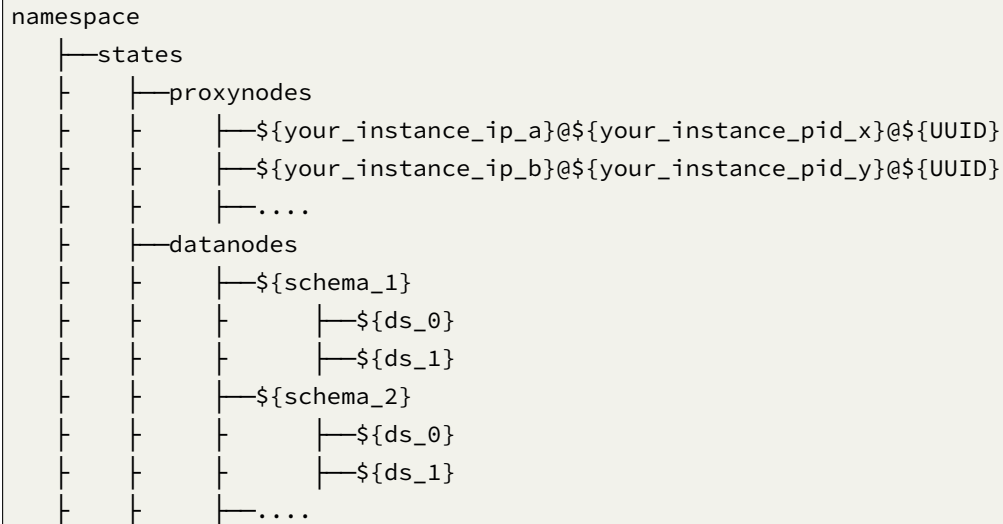 namespace
   ├──states
   ├    ├──proxynodes
   ├    ├     ├──${your_instance_ip_a}@${your_instance_pid_x}@${UUID}
   ├    ├     ├──${your_instance_ip_b}@${your_instance_pid_y}@${UUID}
   ├    ├     ├──....
   ├    ├──datanodes
   ├    ├     ├──${schema_1}
   ├    ├     ├      ├──${ds_0}
   ├    ├     ├      ├──${ds_1}
   ├    ├     ├──${schema_2}
   ├    ├     ├      ├──${ds_0}
   ├    ├     ├      ├──${ds_1}
   ├    ├     ├──....